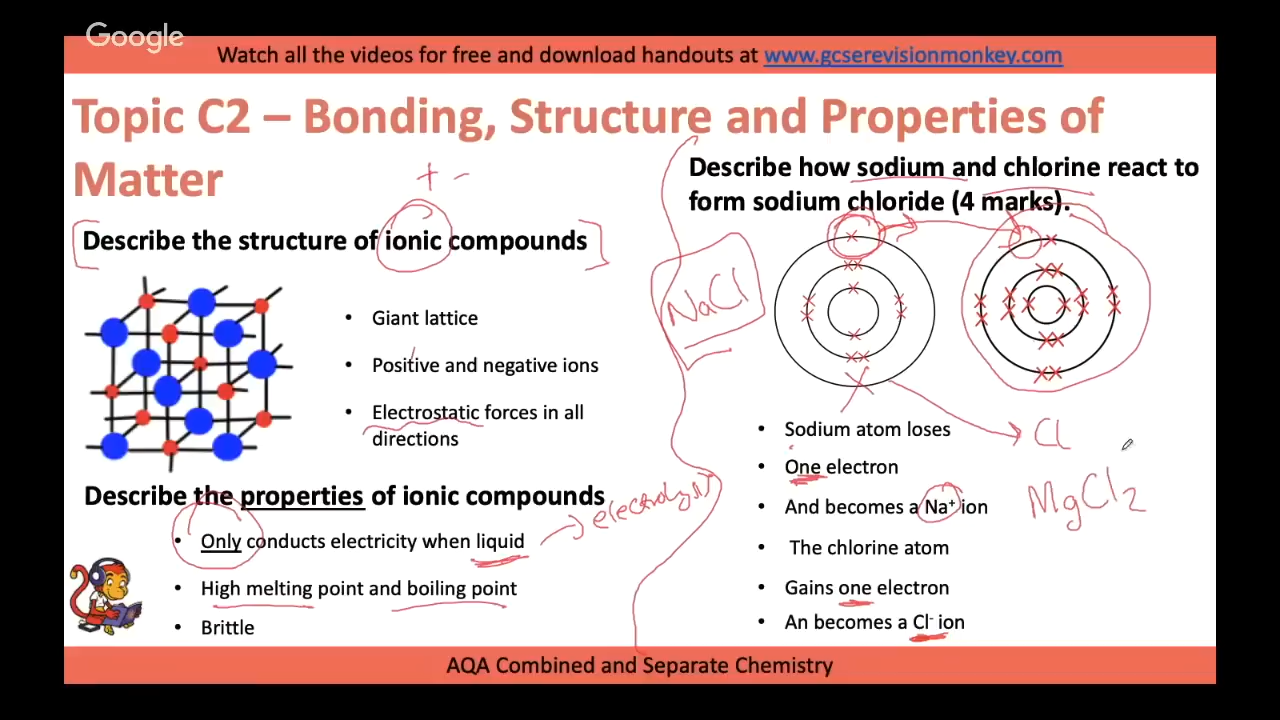 Google
Watch all the videos for free and download handouts at www.gcserevisionmonkey.com
Topic C2 – Bonding, Structure and Properties of
Matter
+ -
Describe the structure of ionic compounds
• Giant lattice
• Positive and negative ions
• Electrostatic forces in all
directions
Describe the properties of ionic compounds
• Only conducts electricity when liquid
electrolysis
• High melting point and boiling point
• Brittle
Describe how sodium and chlorine react to
form sodium chloride (4 marks).
NaCl
• Sodium atom loses
Cl
• One electron
• And becomes a Na⁺ ion
MgCl₂
• The chlorine atom
• Gains one electron
• An becomes a Cl⁻ ion
AQA Combined and Separate Chemistry